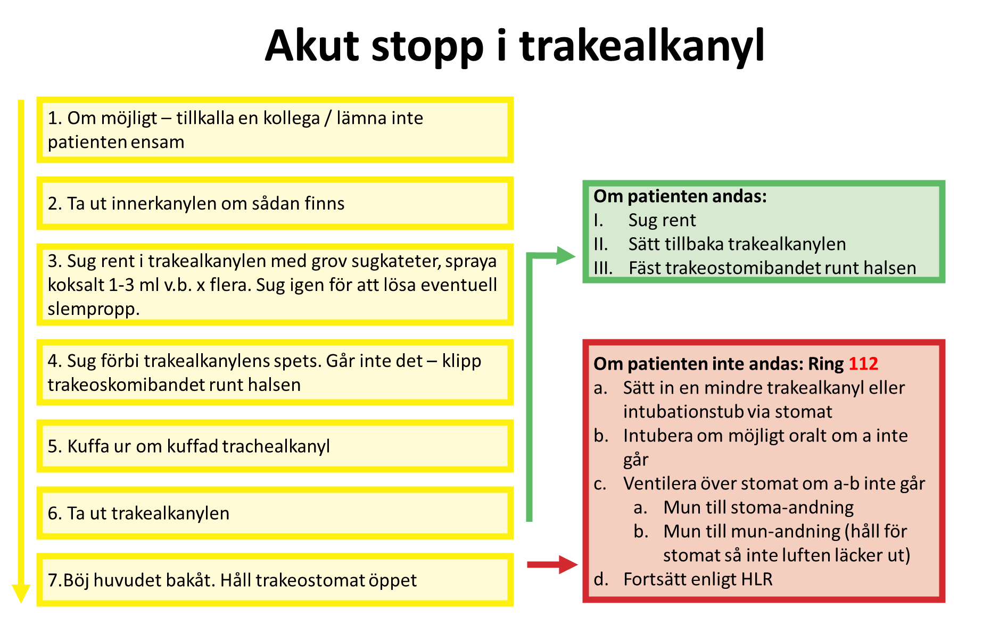 Akut stopp i trakealkanyl
1. Om möjligt – tillkalla en kollega / lämna inte
patienten ensam
2. Ta ut innerkanylen om sådan finns
3. Sug rent i trakealkanylen med grov sugkateter, spraya
koksalt 1-3 ml v.b. x flera. Sug igen för att lösa eventuell
slempropp.
4. Sug förbi trakealkanylens spets. Går inte det – klipp
trakeoskomibandet runt halsen
5. Kuffa ur om kuffad trachealkanyl
6. Ta ut trakealkanylen
7.Böj huvudet bakåt. Håll trakeostomat öppet
Om patienten andas:
I. Sug rent
II. Sätt tillbaka trakealkanylen
III. Fäst trakeostomibandet runt halsen
Om patienten inte andas: Ring 112
a. Sätt in en mindre trakealkanyl eller
intubationstub via stomat
b. Intubera om möjligt oralt om a inte
går
c. Ventilera över stomat om a-b inte går
a. Mun till stoma-andning
b. Mun till mun-andning (håll för
stomat så inte luften läcker ut)
d. Fortsätt enligt HLR